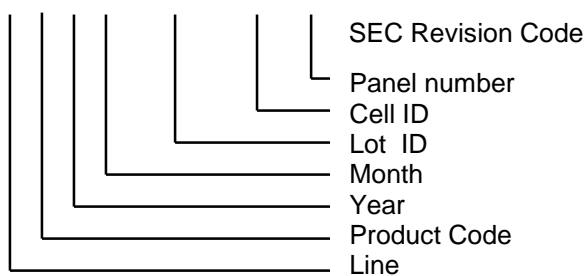 SEC Revision Code
Panel number
Cell ID
Lot ID
Month
Year
Product Code
Line